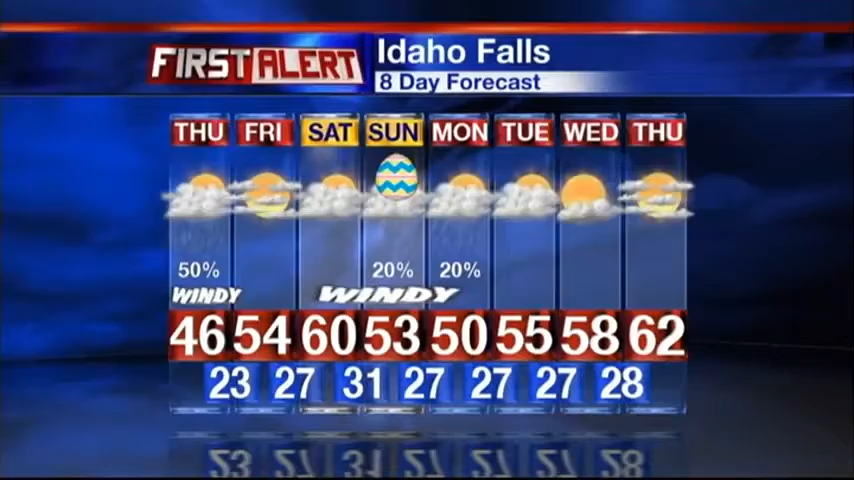 FIRST ALERT
Idaho Falls
8 Day Forecast
THU FRI SAT SUN MON TUE WED THU
50% 20% 20%
WINDY WINDY
46 54 60 53 50 55 58 62
23 27 31 27 27 27 28